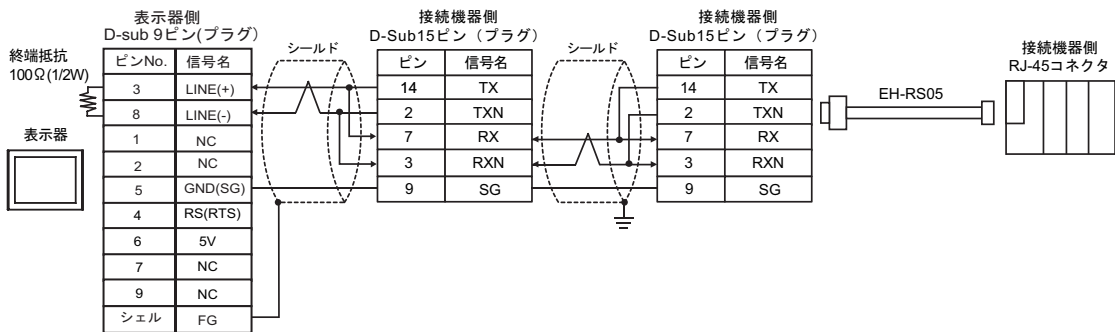 表示器側
D-sub 9ピン(プラグ)
終端抵抗
100Ω(1/2W)
表示器
ピンNo. 信号名
3 LINE(+)
8 LINE(-)
1 NC
2 NC
5 GND(SG)
4 RS(RTS)
6 5V
7 NC
9 NC
シェル FG
シールド
接続機器側
D-Sub15ピン（プラグ）
ピン 信号名
14 TX
2 TXN
7 RX
3 RXN
9 SG
シールド
接続機器側
D-Sub15ピン（プラグ）
ピン 信号名
14 TX
2 TXN
7 RX
3 RXN
9 SG
EH-RS05
接続機器側
RJ-45コネクタ